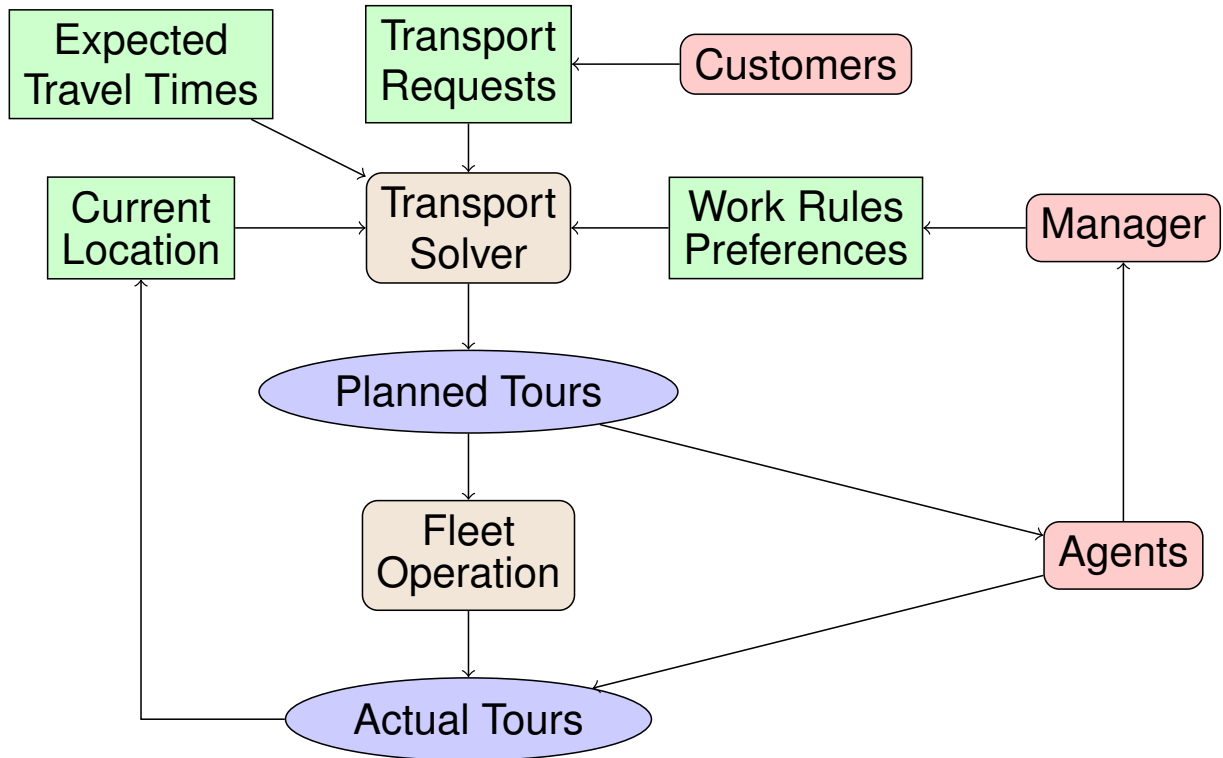 Expected
Travel Times
Transport
Requests
Customers
Current
Location
Transport
Solver
Work Rules
Preferences
Manager
Planned Tours
Fleet
Operation
Agents
Actual Tours